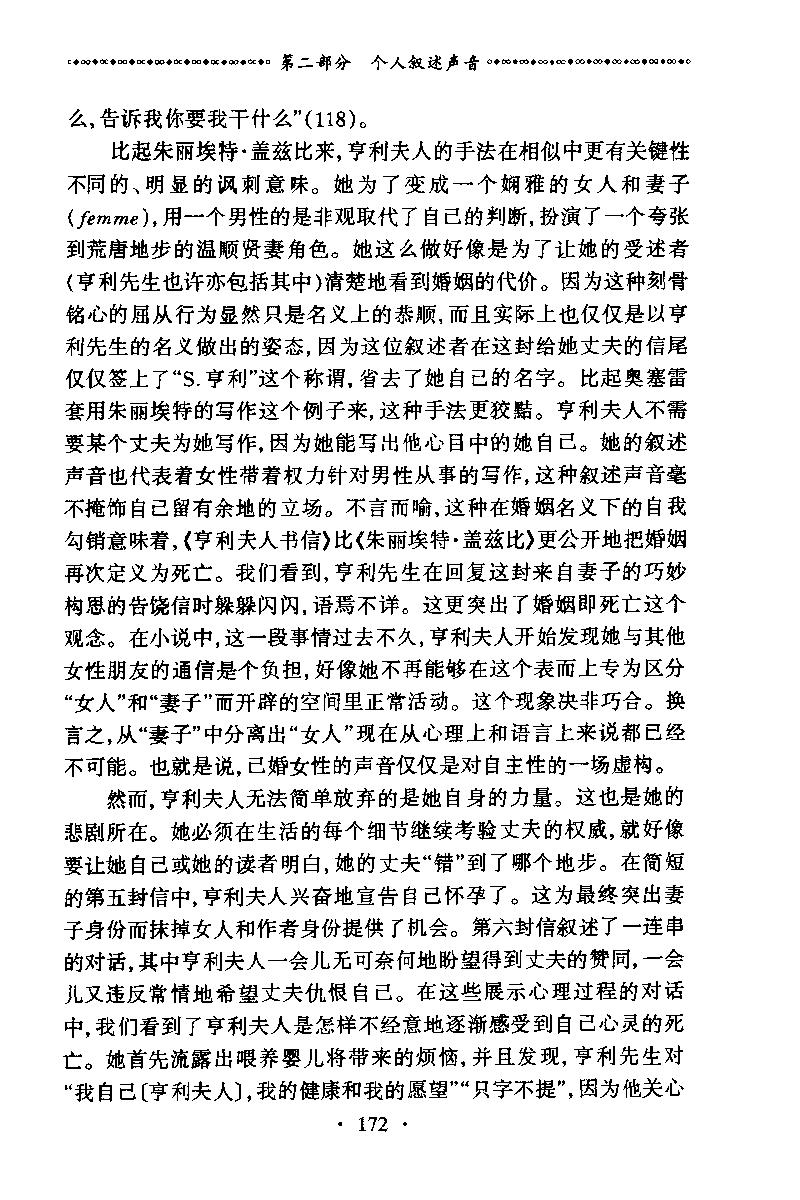 第二部分　个人叙述声音
么,告诉我你要我干什么”(118)。
比起朱丽埃特·盖兹比来,亨利夫人的手法在相似中更有关键性
不同的、明显的讽刺意味。她为了变成一个娴雅的女人和妻子
(femme),用一个男性的是非观取代了自己的判断,扮演了一个夸张
到荒唐地步的温顺贤妻角色。她这么做好像是为了让她的受述者
(亨利先生也许亦包括其中)清楚地看到婚姻的代价。因为这种刻骨
铭心的屈从行为显然只是名义上的恭顺,而且实际上也仅仅是以亨
利先生的名义做出的姿态,因为这位叙述者在这封给她丈夫的信尾
仅仅签上了“S.亨利”这个称谓,省去了她自己的名字。比起奥塞雷
套用朱丽埃特的写作这个例子来,这种手法更狡黠。亨利夫人不需
要某个丈夫为她写作,因为她能写出他心目中的她自己。她的叙述
声音也代表着女性带着权力针对男性从事的写作,这种叙述声音毫
不掩饰自己留有余地的立场。不言而喻,这种在婚姻名义下的自我
勾销意味着,《亨利夫人书信》比《朱丽埃特·盖兹比》更公开地把婚姻
再次定义为死亡。我们看到,亨利先生在回复这封来自妻子的巧妙
构思的告饶信时躲躲闪闪,语焉不详。这更突出了婚姻即死亡这个
观念。在小说中,这一段事情过去不久,亨利夫人开始发现她与其他
女性朋友的通信是个负担,好像她不再能够在这个表而上专为区分
“女人”和“妻子”而开辟的空间里正常活动。这个现象决非巧合。换
言之,从“妻子”中分离出“女人”现在从心理上和语言上来说都已经
不可能。也就是说,已婚女性的声音仅仅是对自主性的一场虚构。
然而,亨利夫人无法简单放弃的是她自身的力量。这也是她的
悲剧所在。她必须在生活的每个细节继续考验丈夫的权威,就好像
要让她自己或她的读者明白,她的丈夫“错”到了哪个地步。在简短
的第五封信中,亨利夫人兴奋地宣告自己怀孕了。这为最终突出妻
子身份而抹掉女人和作者身份提供了机会。第六封信叙述了一连串
的对话,其中亨利夫人一会儿无可奈何地盼望得到丈夫的赞同,一会
儿又违反常情地希望丈夫仇恨自己。在这些展示心理过程的对话
中,我们看到了亨利夫人是怎样不经意地逐渐感受到自己心灵的死
亡。她首先流露出喂养婴儿将带来的烦恼,并且发现,亨利先生对
“我自己〔亨利夫人〕,我的健康和我的愿望”“只字不提”,因为他关心
· 172 ·